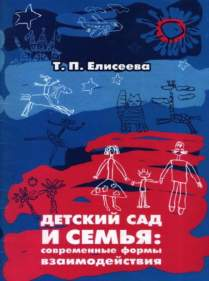 Т. П. Елисеева
ДЕТСКИЙ САД
И СЕМЬЯ:
современные формы
взаимодействия